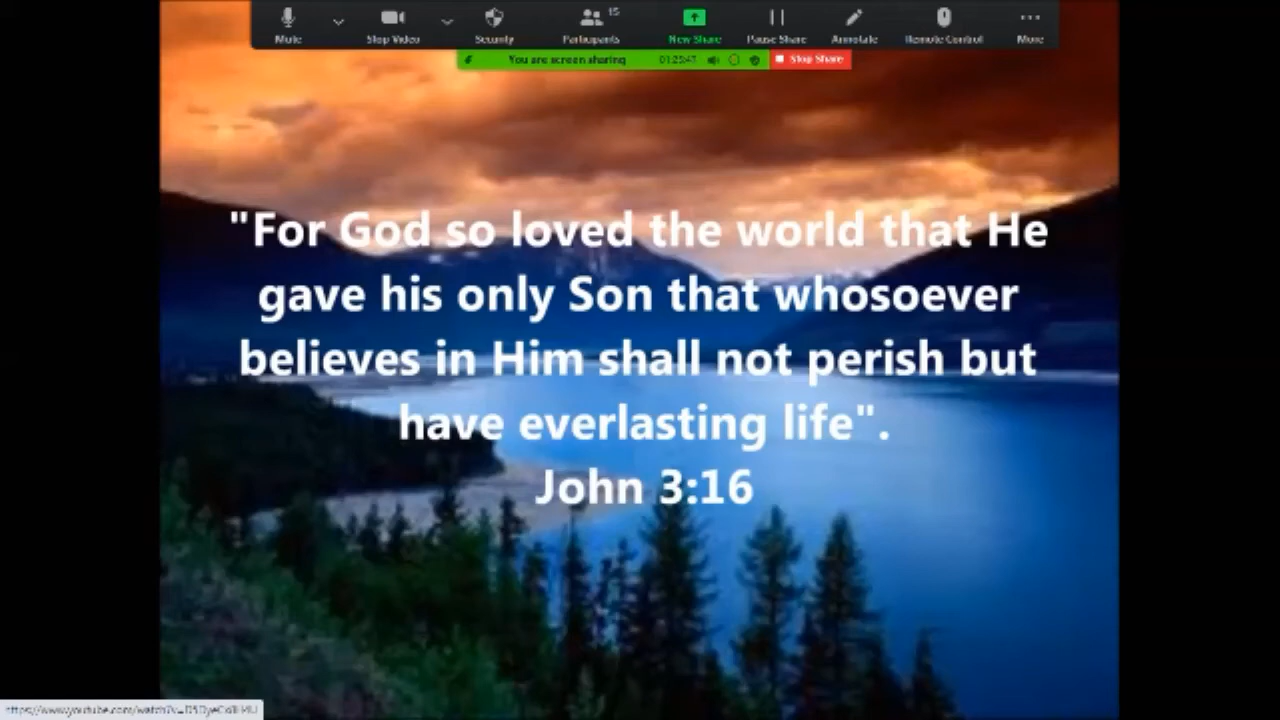 15
Mute Stop Video Security Participants New Share Pause Share Annotate Remote Control More
You are screen sharing Stop Share
"For God so loved the world that He
gave his only Son that whosoever
believes in Him shall not perish but
have everlasting life".
John 3:16